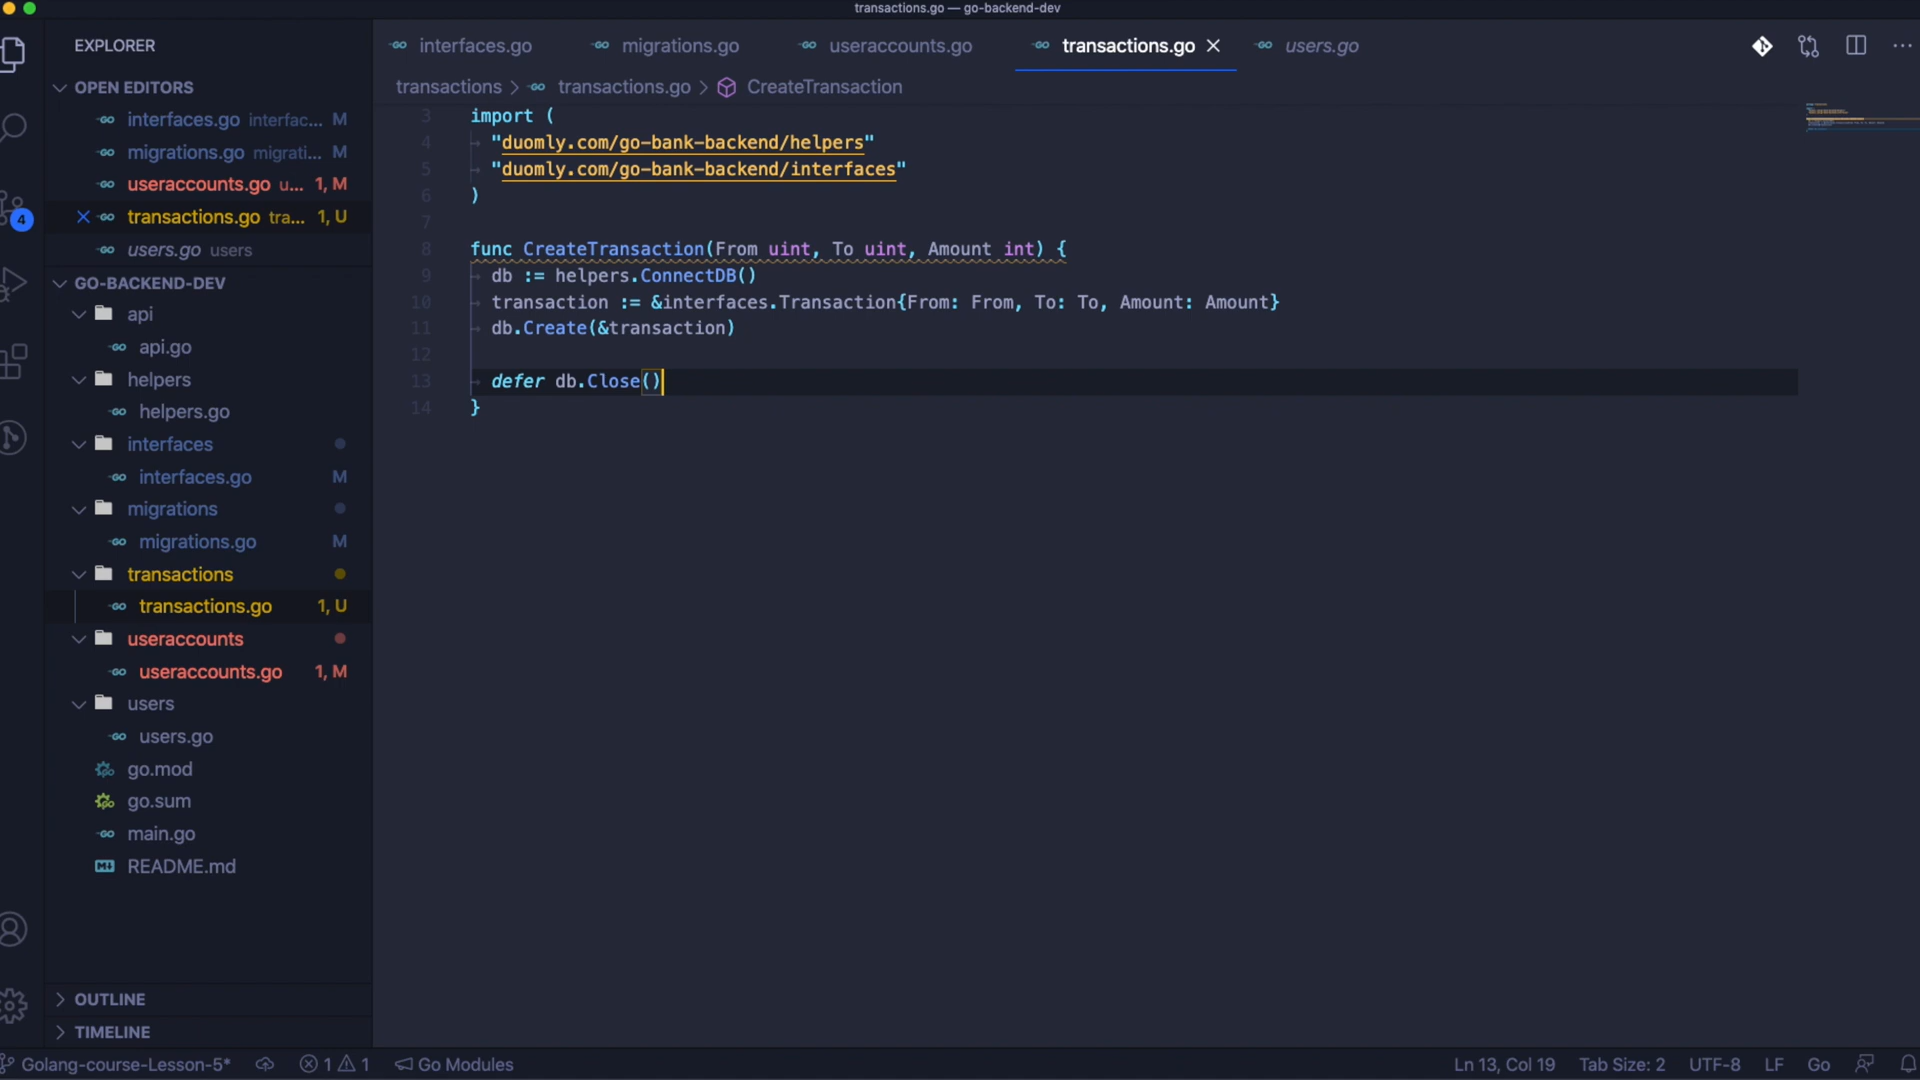 transactions.go — go-backend-dev
EXPLORER
interfaces.go
migrations.go
useraccounts.go
transactions.go
users.go
OPEN EDITORS
interfaces.go interfac... M
migrations.go migrati... M
useraccounts.go u... 1, M
transactions.go tra... 1, U
users.go users
GO-BACKEND-DEV
api
api.go
helpers
helpers.go
interfaces
interfaces.go M
migrations
migrations.go M
transactions
transactions.go 1, U
useraccounts
useraccounts.go 1, M
users
users.go
go.mod
go.sum
main.go
README.md
OUTLINE
TIMELINE
4
transactions > transactions.go > CreateTransaction
3 import (
4 "duomly.com/go-bank-backend/helpers"
5 "duomly.com/go-bank-backend/interfaces"
6 )
7
8 func CreateTransaction(From uint, To uint, Amount int) {
9 db := helpers.ConnectDB()
10 transaction := &interfaces.Transaction{From: From, To: To, Amount: Amount}
11 db.Create(&transaction)
12
13 defer db.Close()
14 }
Golang-course-Lesson-5* 1 1 Go Modules
Ln 13, Col 19 Tab Size: 2 UTF-8 LF Go